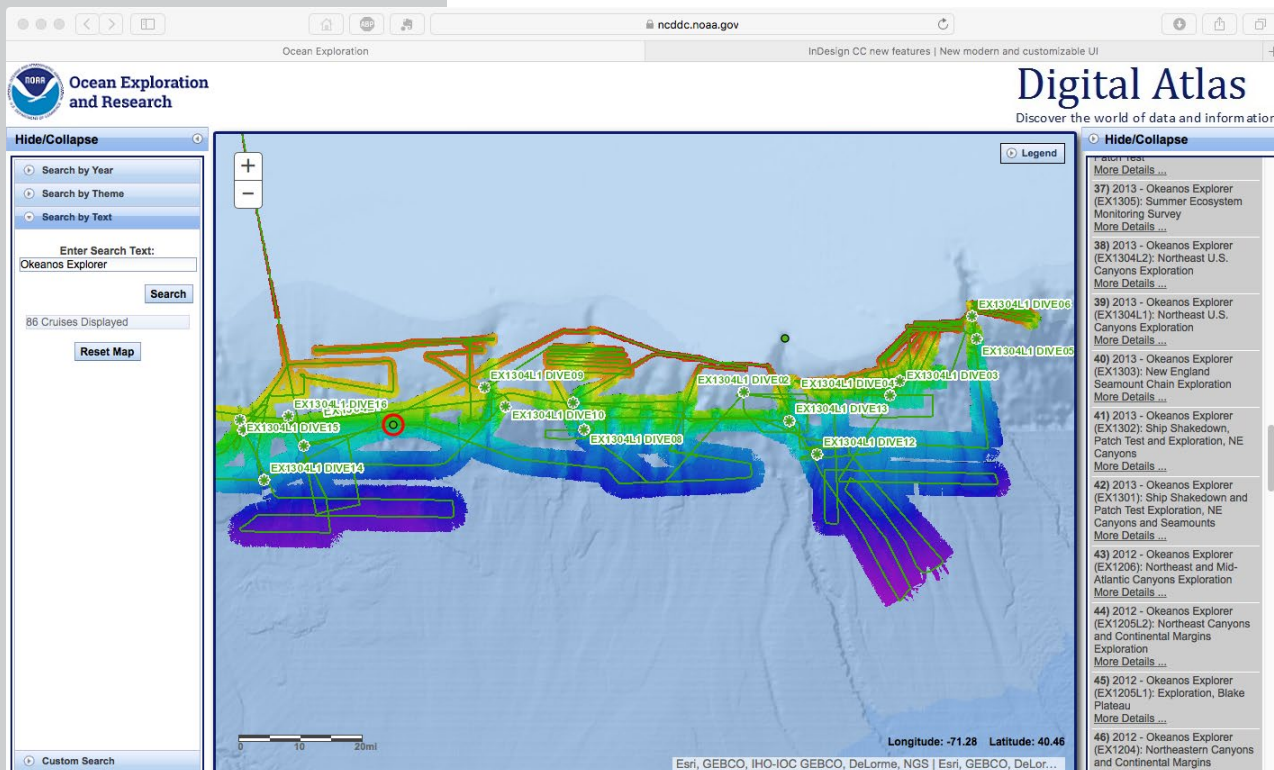 ncddc.noaa.gov
Ocean Exploration
InDesign CC new features | New modern and customizable UI
ABP
NOAA
Ocean Exploration
and Research
Digital Atlas
Discover the world of data and information
Hide/Collapse
Search by Year
Search by Theme
Search by Text
Enter Search Text:
Okeanos Explorer
Search
86 Cruises Displayed
Reset Map
Custom Search
+
−
Legend
EX1304L1 DIVE06
EX1304L1 DIVE05
EX1304L1 DIVE09
EX1304L1 DIVE02
EX1304L1 DIVE04
EX1304L1 DIVE03
EX1304L1 DIVE16
EX1304L1 DIVE10
EX1304L1 DIVE13
EX1304L1 DIVE15
EX1304L1 DIVE08
EX1304L1 DIVE12
EX1304L1 DIVE14
0 10 20mi
Longitude: -71.28 Latitude: 40.46
Esri, GEBCO, IHO-IOC GEBCO, DeLorme, NGS | Esri, GEBCO, DeLor...
Hide/Collapse
Patch Test
More Details ...
37) 2013 - Okeanos Explorer
(EX1305): Summer Ecosystem
Monitoring Survey
More Details ...
38) 2013 - Okeanos Explorer
(EX1304L2): Northeast U.S.
Canyons Exploration
More Details ...
39) 2013 - Okeanos Explorer
(EX1304L1): Northeast U.S.
Canyons Exploration
More Details ...
40) 2013 - Okeanos Explorer
(EX1303): New England
Seamount Chain Exploration
More Details ...
41) 2013 - Okeanos Explorer
(EX1302): Ship Shakedown,
Patch Test and Exploration, NE
Canyons
More Details ...
42) 2013 - Okeanos Explorer
(EX1301): Ship Shakedown and
Patch Test Exploration, NE
Canyons and Seamounts
More Details ...
43) 2012 - Okeanos Explorer
(EX1206): Northeast and Mid-
Atlantic Canyons Exploration
More Details ...
44) 2012 - Okeanos Explorer
(EX1205L2): Northeast Canyons
and Continental Margins
Exploration
More Details ...
45) 2012 - Okeanos Explorer
(EX1205L1): Exploration, Blake
Plateau
More Details ...
46) 2012 - Okeanos Explorer
(EX1204): Northeastern Canyons
and Continental Margins